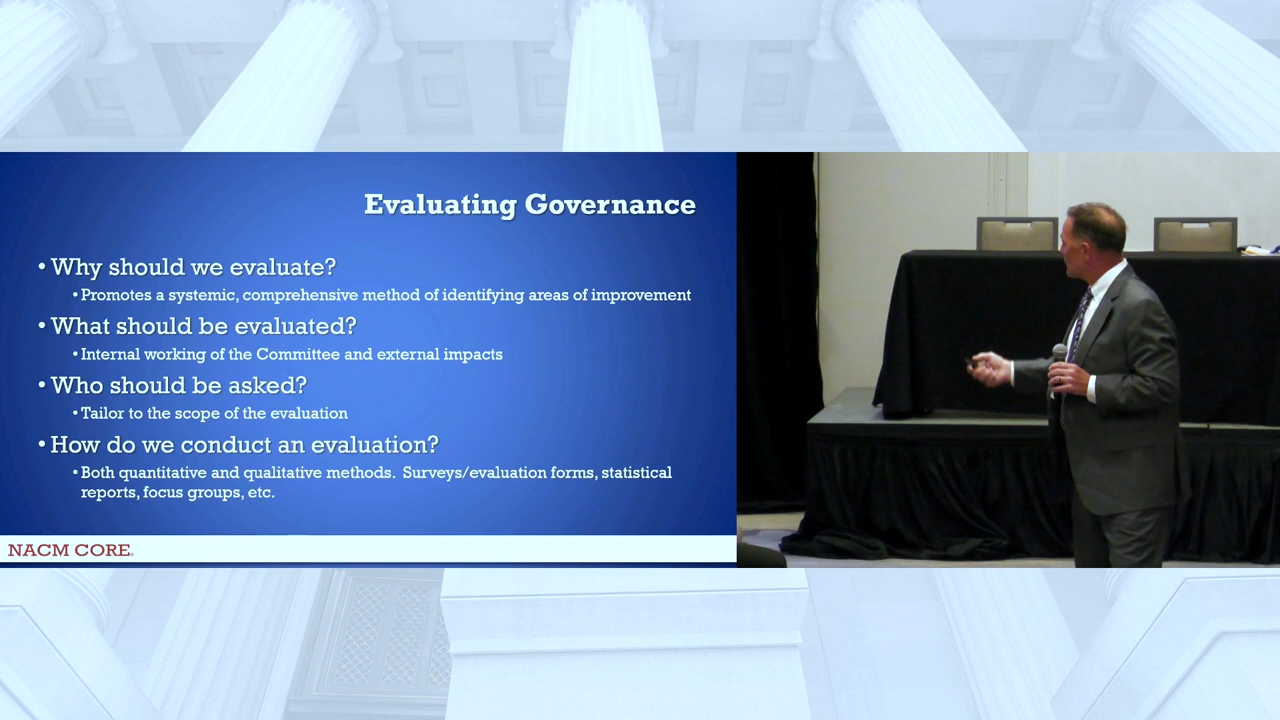 Evaluating Governance
• Why should we evaluate?
• Promotes a systemic, comprehensive method of identifying areas of improvement
• What should be evaluated?
• Internal working of the Committee and external impacts
• Who should be asked?
• Tailor to the scope of the evaluation
• How do we conduct an evaluation?
• Both quantitative and qualitative methods.  Surveys/evaluation forms, statistical
reports, focus groups, etc.
NACM CORE